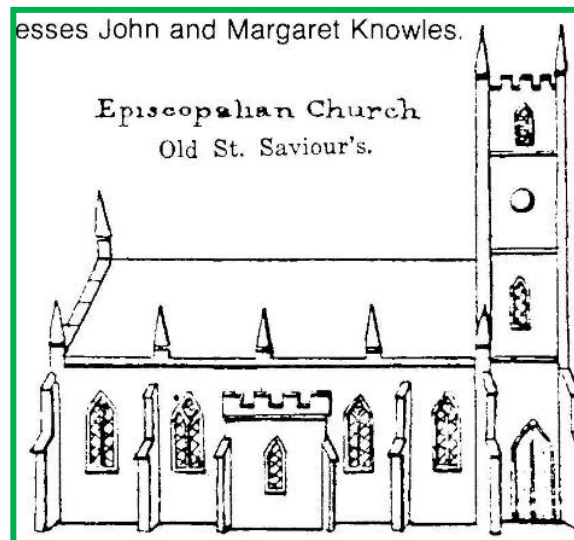 esses John and Margaret Knowles.
Episcopalian Church
Old St. Saviour's.